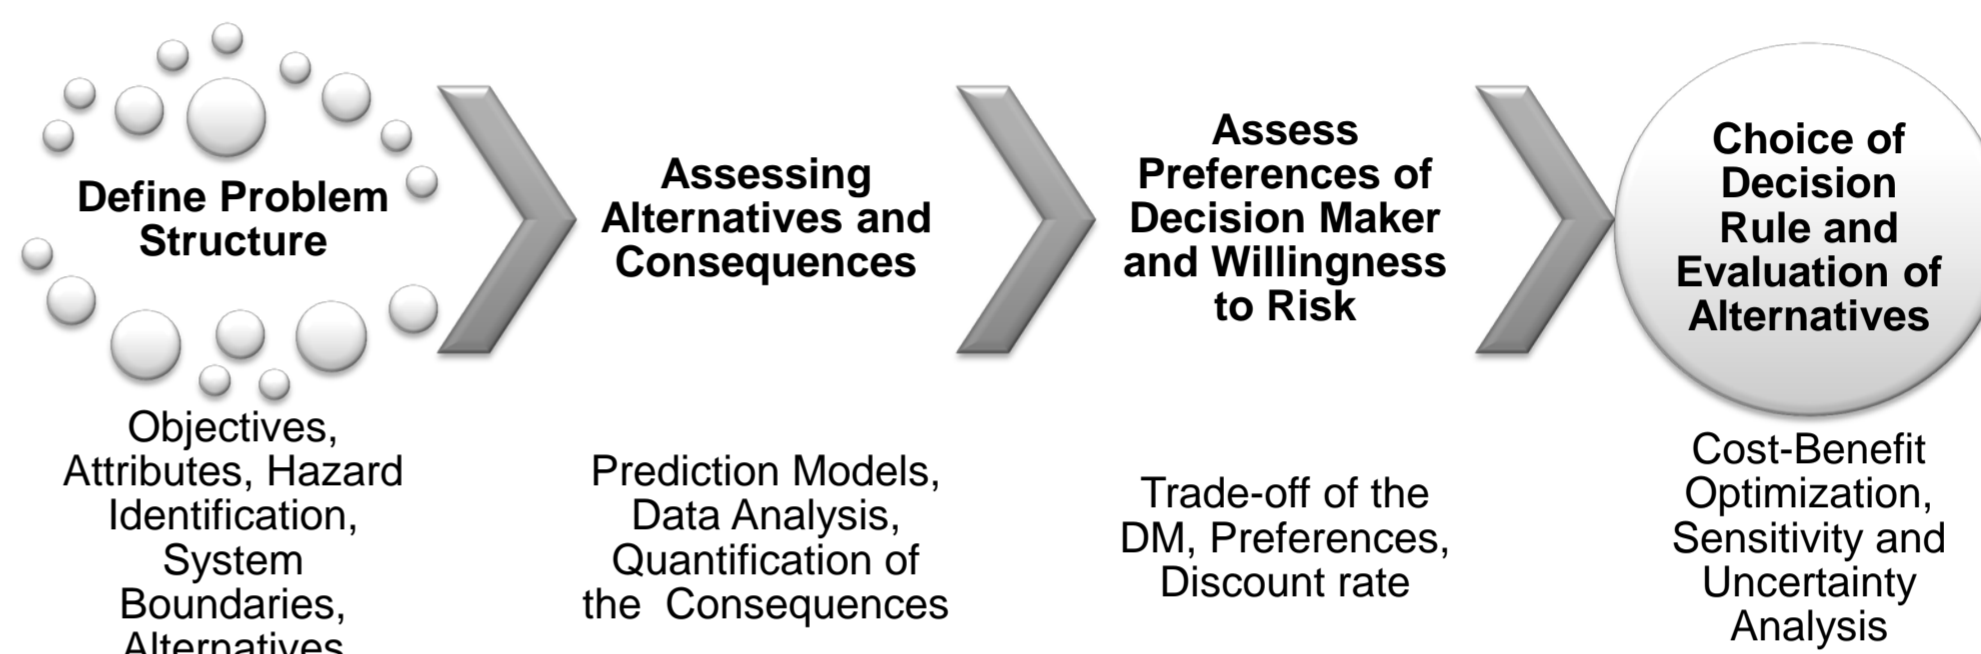 Define Problem
Structure
Assessing
Alternatives and
Consequences
Assess
Preferences of
Decision Maker
and Willingness
to Risk
Choice of
Decision
Rule and
Evaluation of
Alternatives
Objectives,
Attributes, Hazard
Identification,
System
Boundaries,
Alternatives
Prediction Models,
Data Analysis,
Quantification of
the  Consequences
Trade-off of the
DM, Preferences,
Discount rate
Cost-Benefit
Optimization,
Sensitivity and
Uncertainty
Analysis